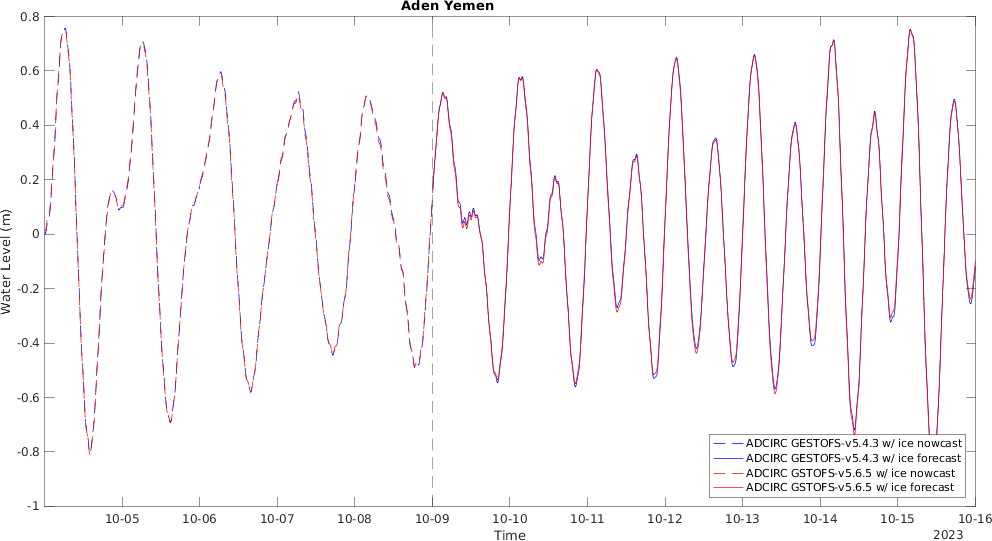 Aden Yemen
0.8
0.6
0.4
0.2
0
-0.2
-0.4
-0.6
-0.8
-1
Water Level (m)
10-05 10-06 10-07 10-08 10-09 10-10 10-11 10-12 10-13 10-14 10-15 10-16
Time
2023
ADCIRC GESTOFS-v5.4.3 w/ ice nowcast
ADCIRC GESTOFS-v5.4.3 w/ ice forecast
ADCIRC GSTOFS-v5.6.5 w/ ice nowcast
ADCIRC GSTOFS-v5.6.5 w/ ice forecast